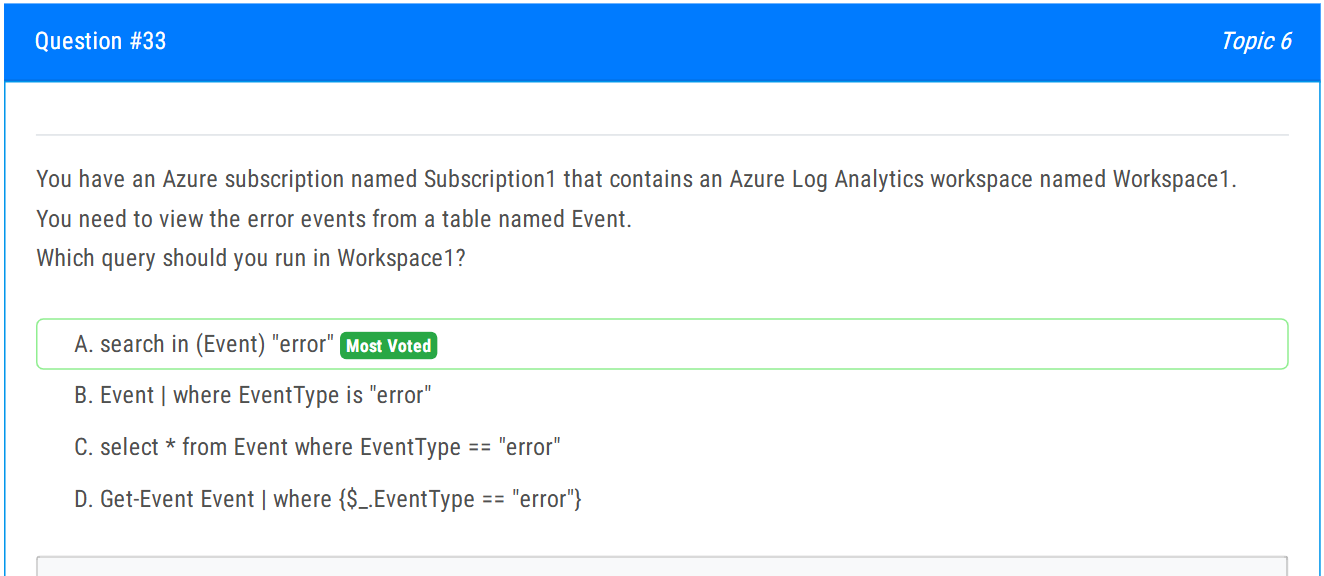 Question #33
Topic 6
You have an Azure subscription named Subscription1 that contains an Azure Log Analytics workspace named Workspace1.
You need to view the error events from a table named Event.
Which query should you run in Workspace1?
A. search in (Event) "error" Most Voted
B. Event | where EventType is "error"
C. select * from Event where EventType == "error"
D. Get-Event Event | where {$_.EventType == "error"}